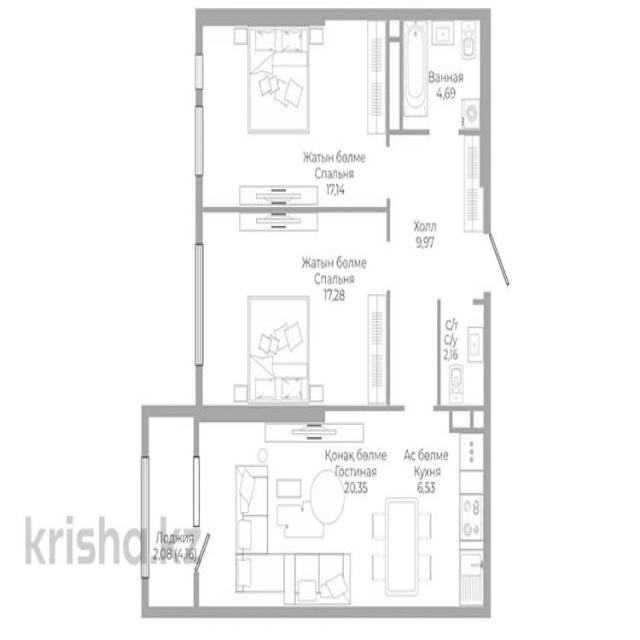 Ванная
4,69
Жатын бөлме
Спальня
17,14
Холл
9,97
Жатын бөлме
Спальня
17,28
С/т
С/у
2,16
Қонақ бөлме
Гостиная
20,35
Ас бөлме
Кухня
6,53
Лоджия
2,08 (4,16)
krisha.kz